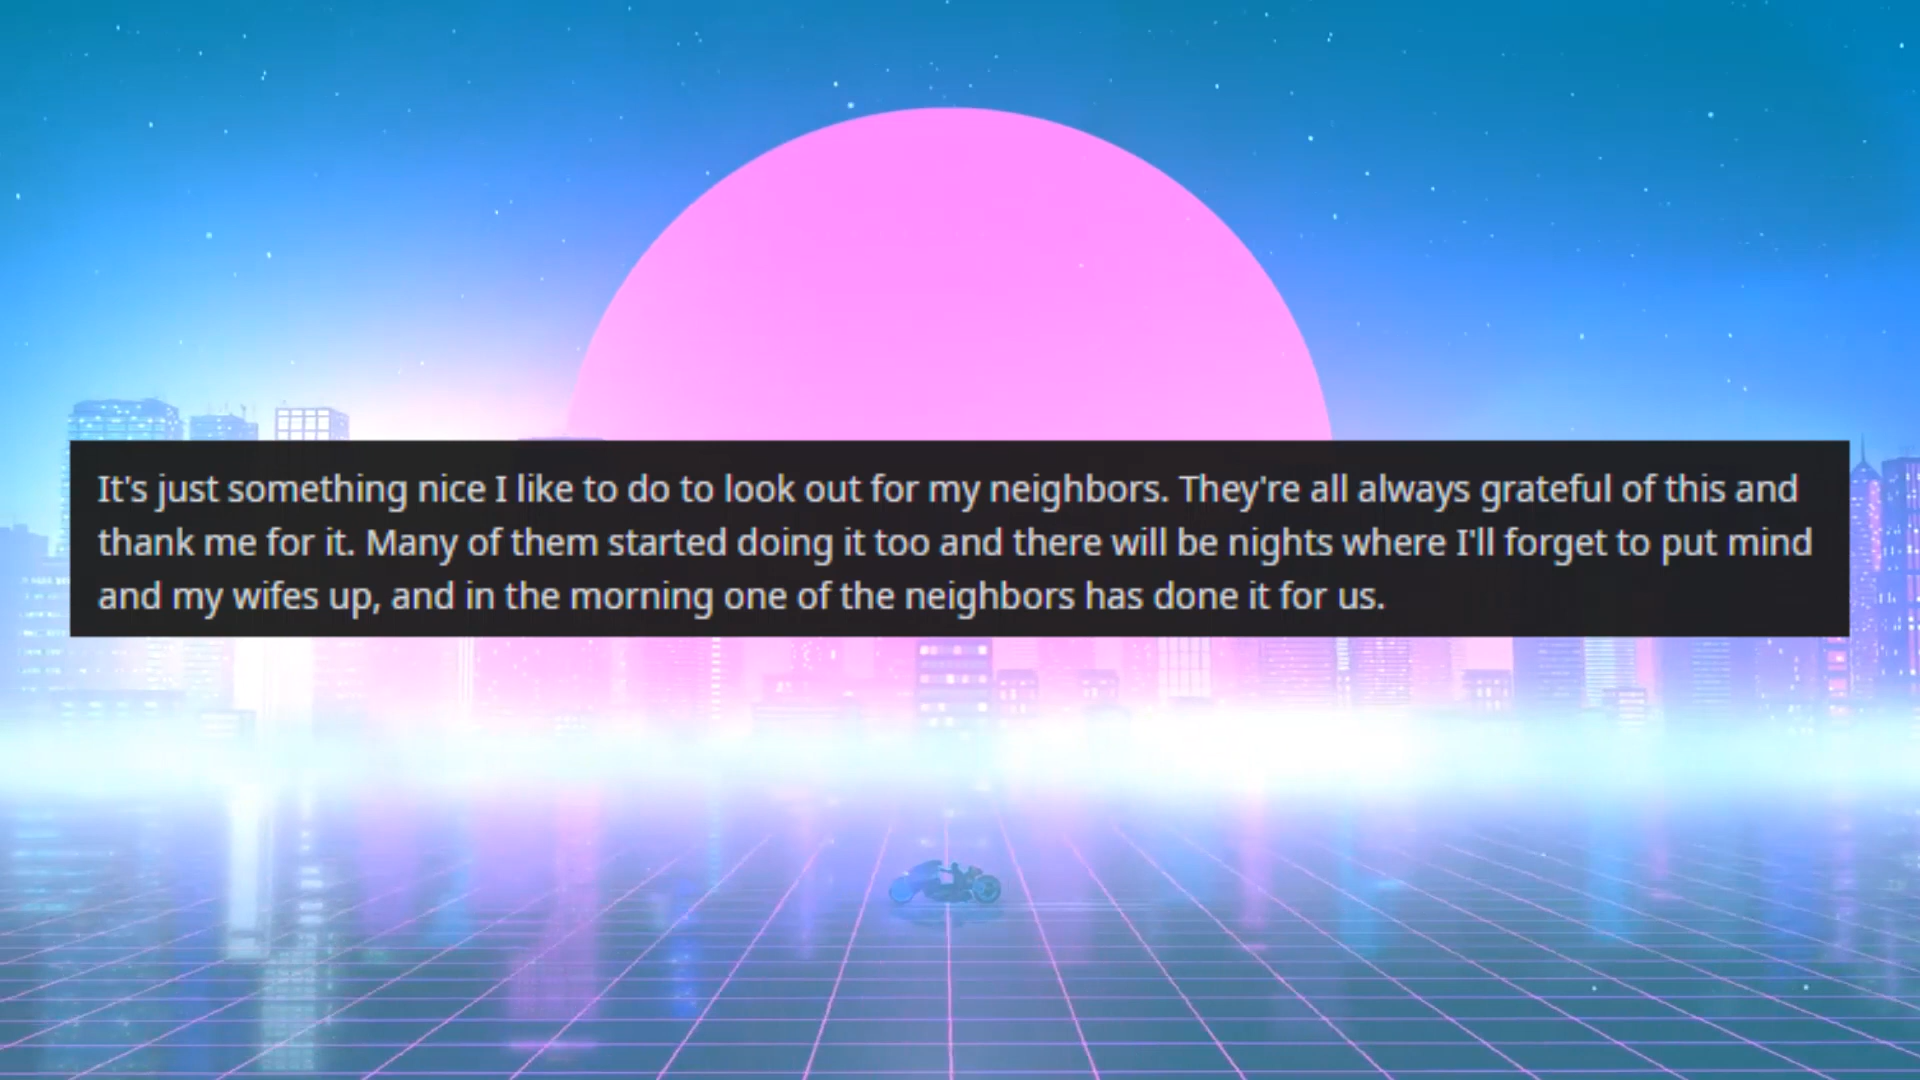 It's just something nice I like to do to look out for my neighbors. They're all always grateful of this and
thank me for it. Many of them started doing it too and there will be nights where I'll forget to put mind
and my wifes up, and in the morning one of the neighbors has done it for us.